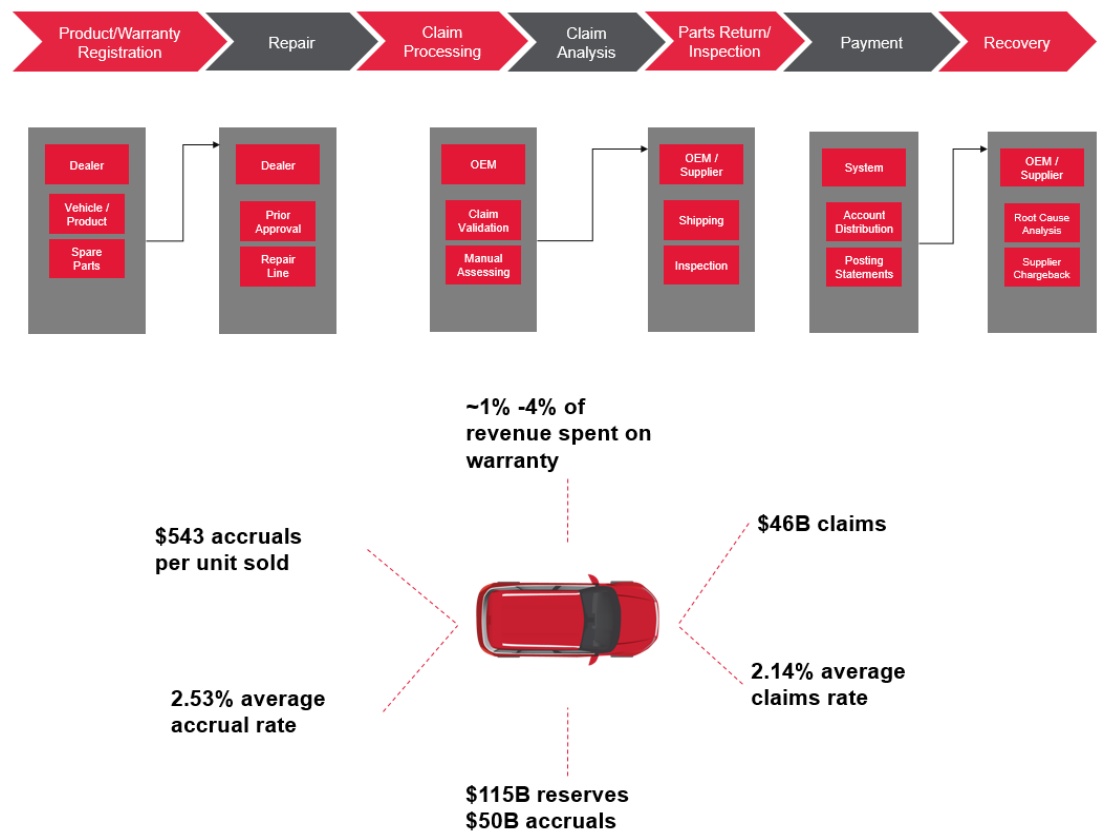 Product/Warranty
Registration
Repair
Claim
Processing
Claim
Analysis
Parts Return/
Inspection
Payment
Recovery
Dealer
Vehicle /
Product
Spare
Parts
Dealer
Prior
Approval
Repair
Line
OEM
Claim
Validation
Manual
Assessing
OEM /
Supplier
Shipping
Inspection
System
Account
Distribution
Posting
Statements
OEM /
Supplier
Root Cause
Analysis
Supplier
Chargeback
~1% -4% of
revenue spent on
warranty
$543 accruals
per unit sold
$46B claims
2.53% average
accrual rate
2.14% average
claims rate
$115B reserves
$50B accruals